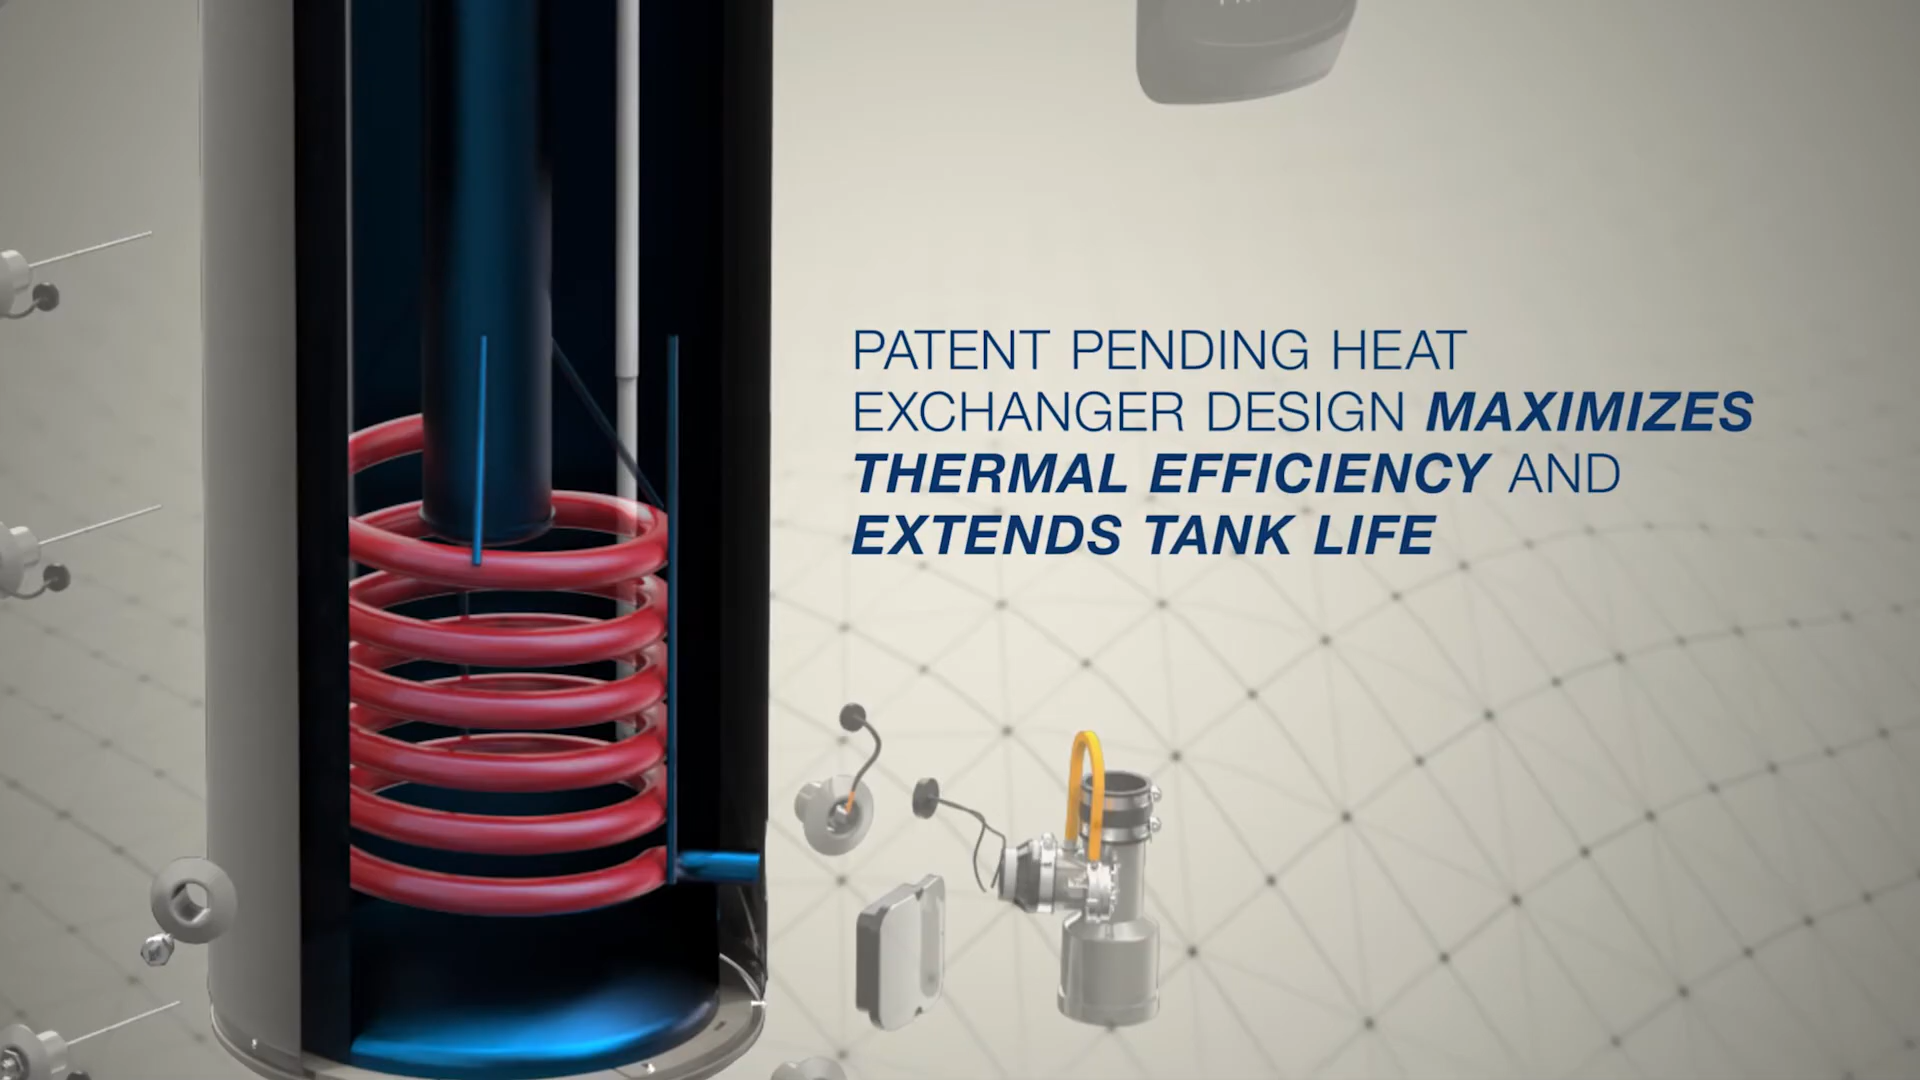 PATENT PENDING HEAT
EXCHANGER DESIGN MAXIMIZES
THERMAL EFFICIENCY AND
EXTENDS TANK LIFE